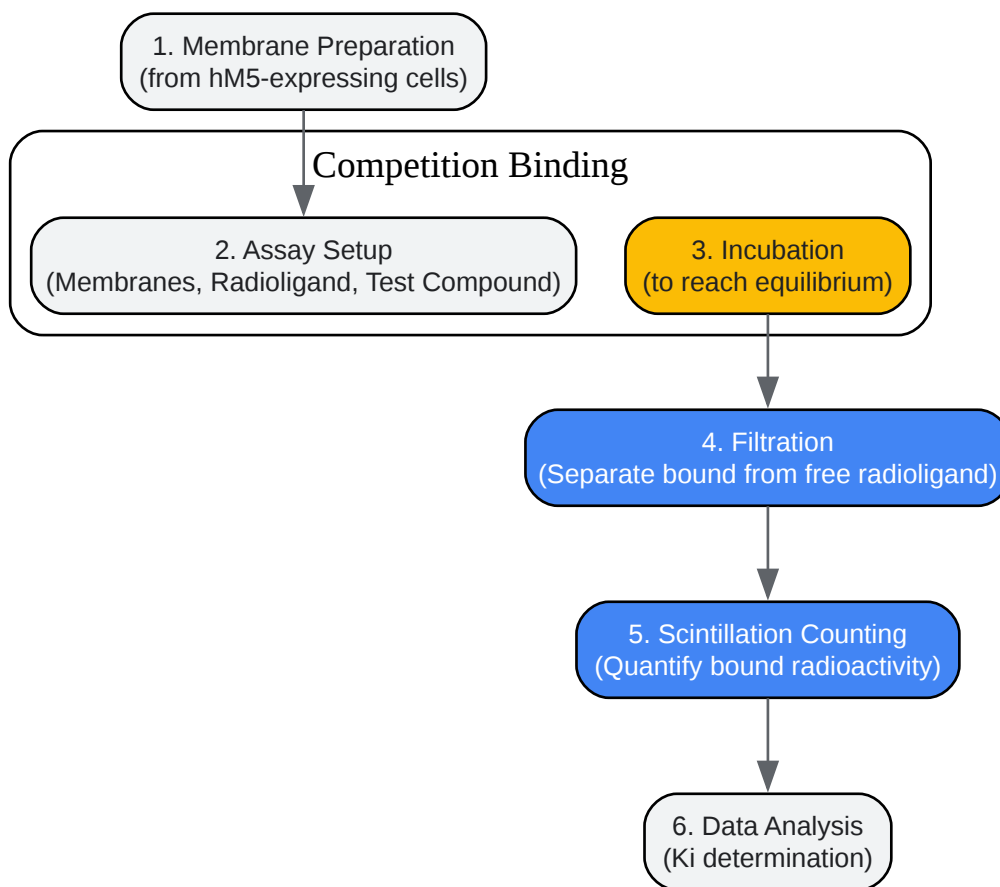 1. Membrane Preparation
(from hM5-expressing cells)
Competition Binding
2. Assay Setup
(Membranes, Radioligand, Test Compound)
3. Incubation
(to reach equilibrium)
4. Filtration
(Separate bound from free radioligand)
5. Scintillation Counting
(Quantify bound radioactivity)
6. Data Analysis
(Ki determination)